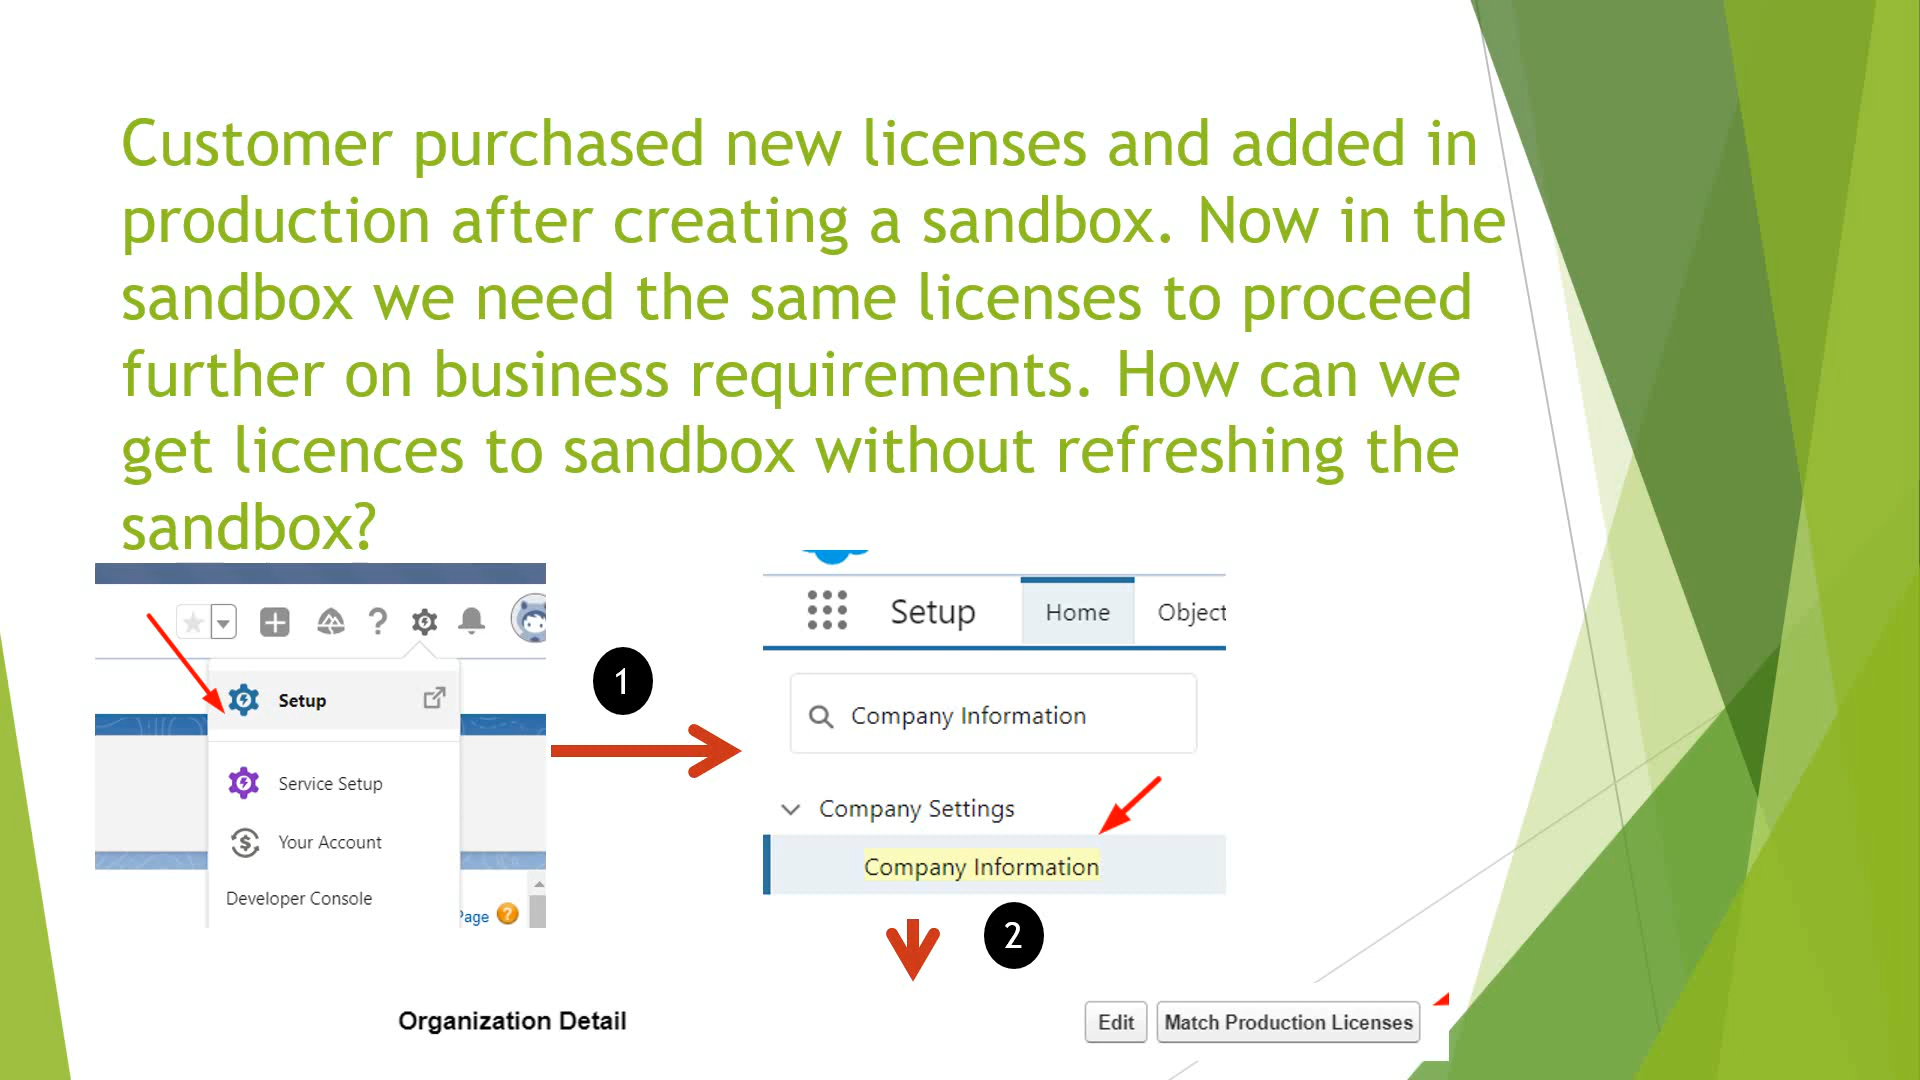 Customer purchased new licenses and added in
production after creating a sandbox. Now in the
sandbox we need the same licenses to proceed
further on business requirements. How can we
get licences to sandbox without refreshing the
sandbox?
Setup
Service Setup
Your Account
Developer Console
Page
1
Setup Home Object
Company Information
Company Settings
Company Information
2
Organization Detail Edit Match Production Licenses